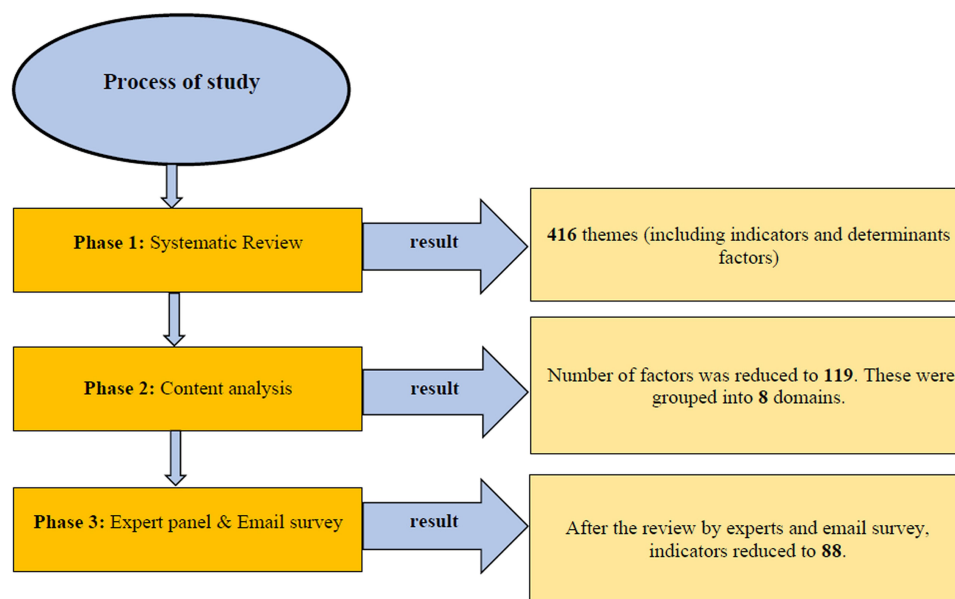 Process of study
Phase 1: Systematic Review
result
416 themes (including indicators and determinants
factors)
Phase 2: Content analysis
result
Number of factors was reduced to 119. These were
grouped into 8 domains.
Phase 3: Expert panel & Email survey
result
After the review by experts and email survey,
indicators reduced to 88.